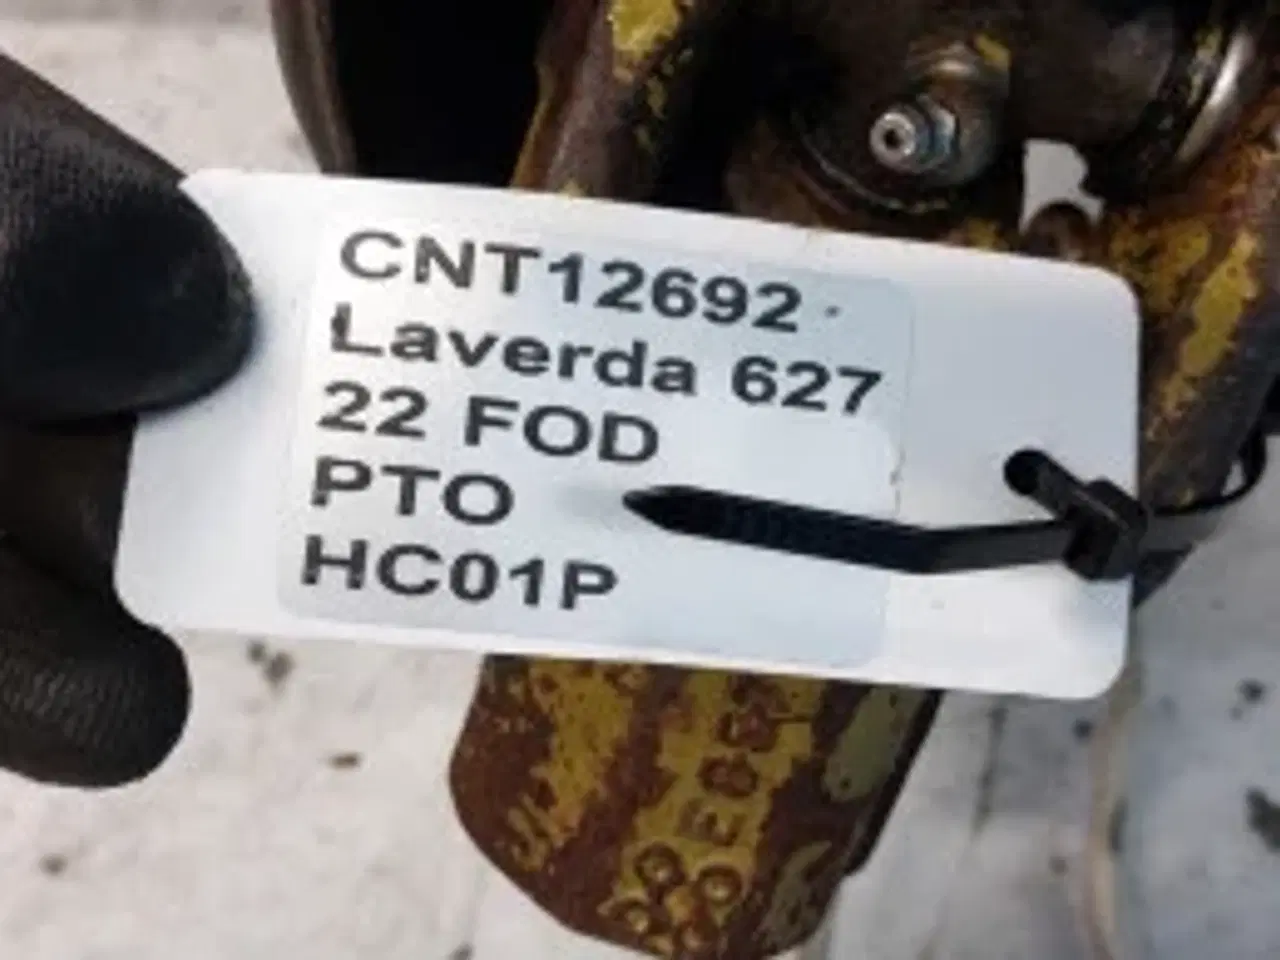 CNT12692
Laverda 627
22 FOD
PTO
HC01P